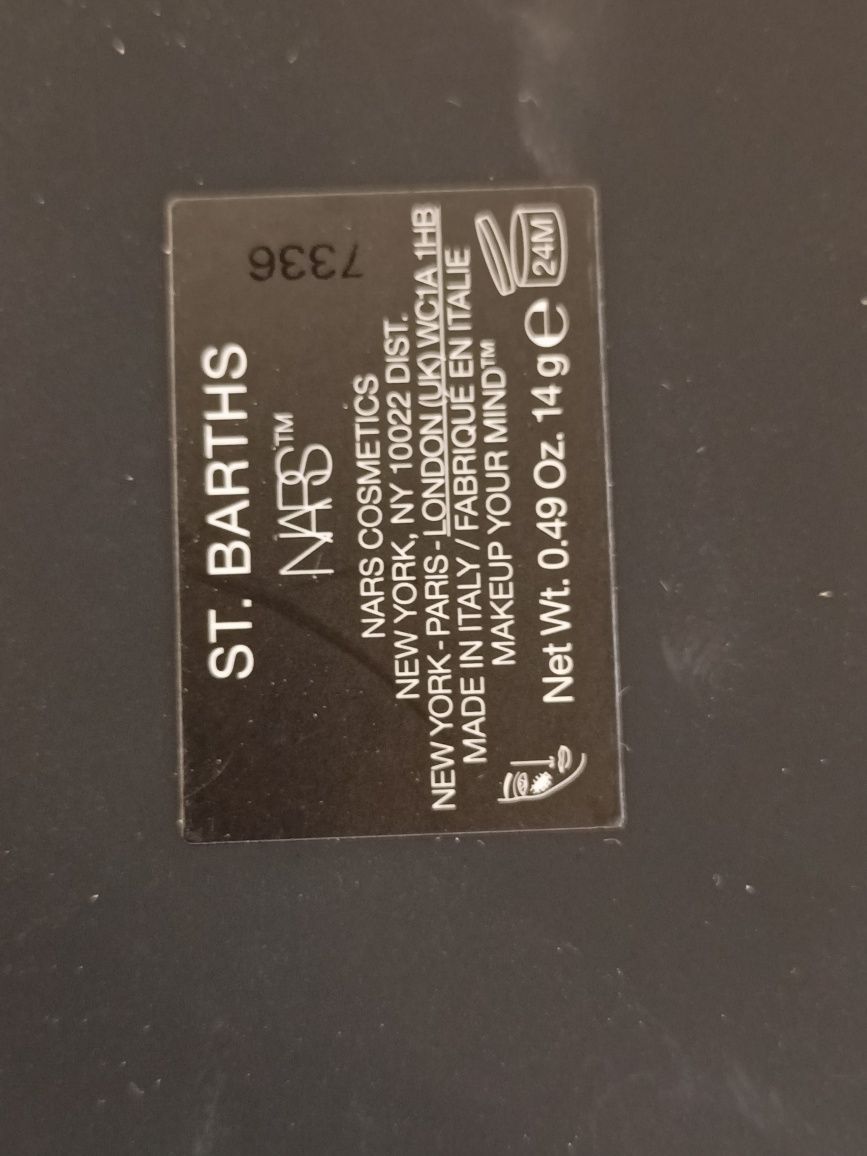 ST. BARTHS
7336
NARS™
NARS COSMETICS
NEW YORK, NY 10022 DIST.
NEW YORK - PARIS - LONDON (UK) WC1A 1HB
MADE IN ITALY / FABRIQUÉ EN ITALIE
MAKEUP YOUR MIND™
Net Wt. 0.49 Oz. 14 g ℮
24M